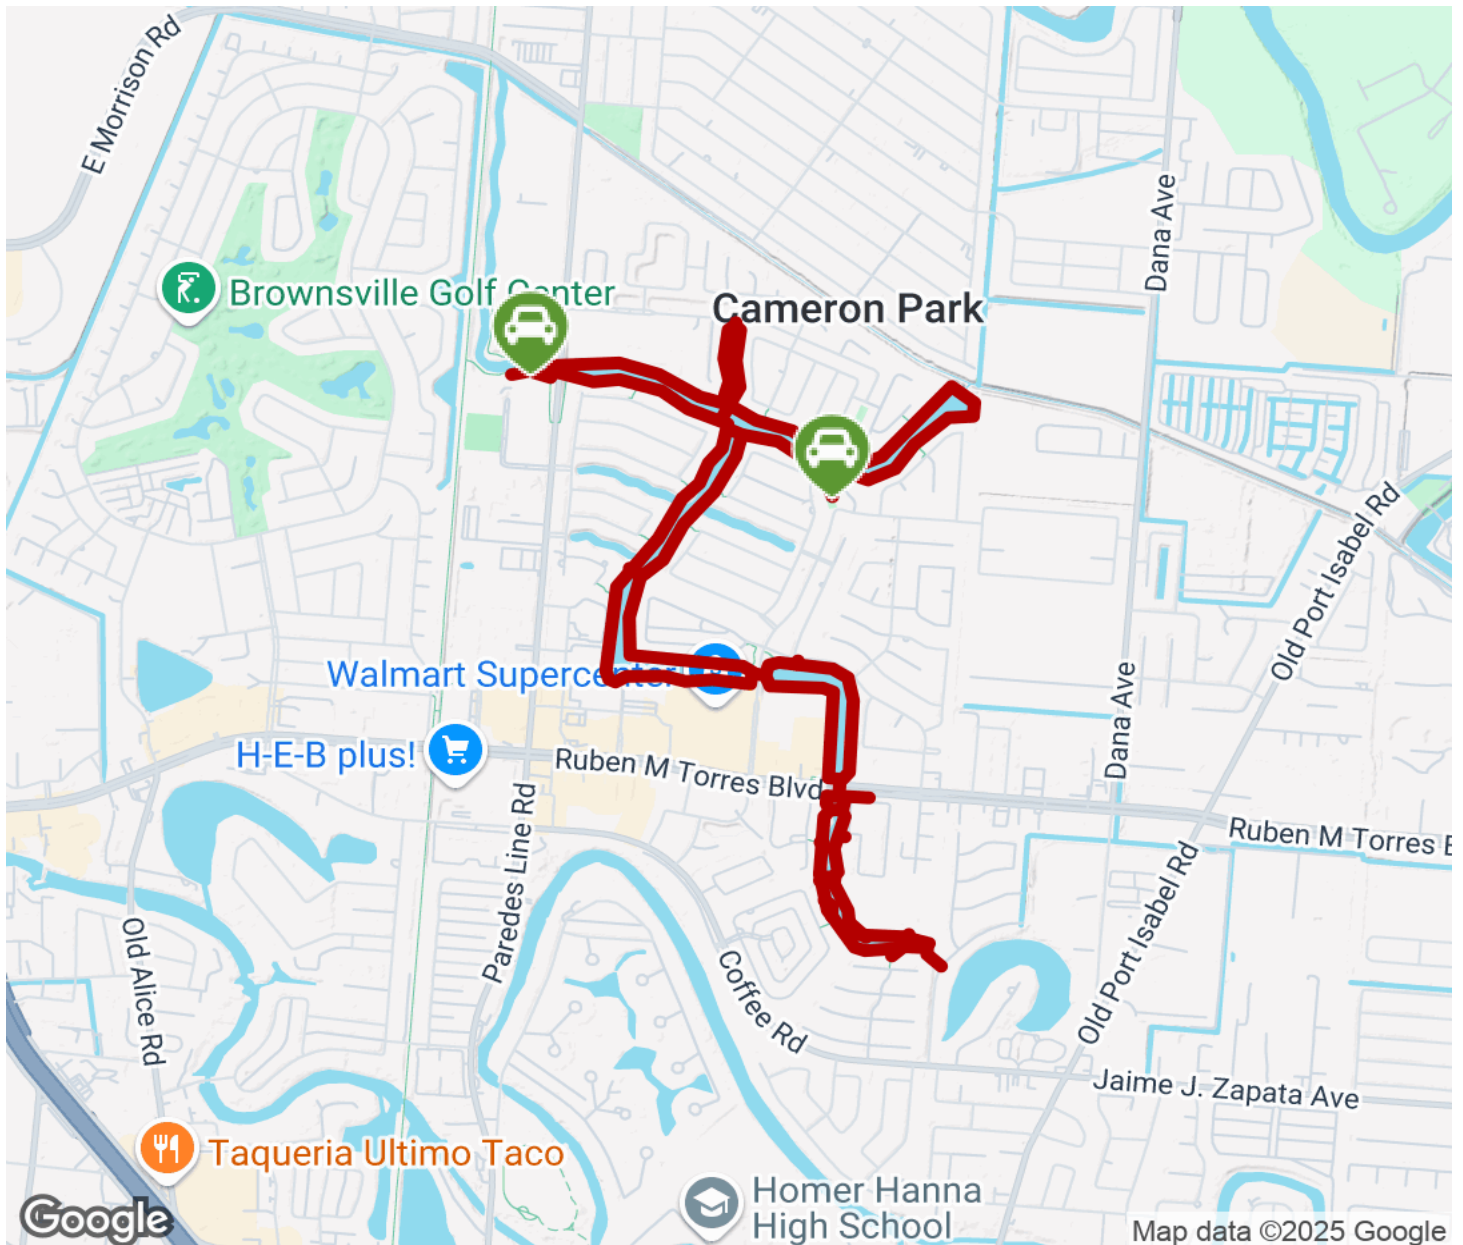 E Morrison Rd
Dana Ave
Brownsville Golf Center
Cameron Park
Old Port Isabel Rd
Walmart Supercenter
Dana Ave
H-E-B plus!
Ruben M Torres Blvd
Paredes Line Rd
Ruben M Torres B
Old Alice Rd
Coffee Rd
Old Port Isabel Rd
Jaime J. Zapata Ave
Taqueria Ultimo Taco
Homer Hanna
High School
Google
Map data ©2025 Google